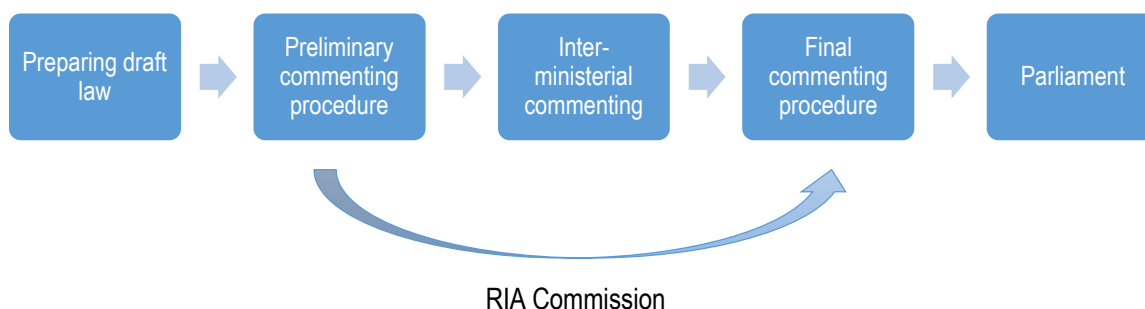 Preparing draft
law
Preliminary
commenting
procedure
Inter-
ministerial
commenting
Final
commenting
procedure
Parliament
RIA Commission